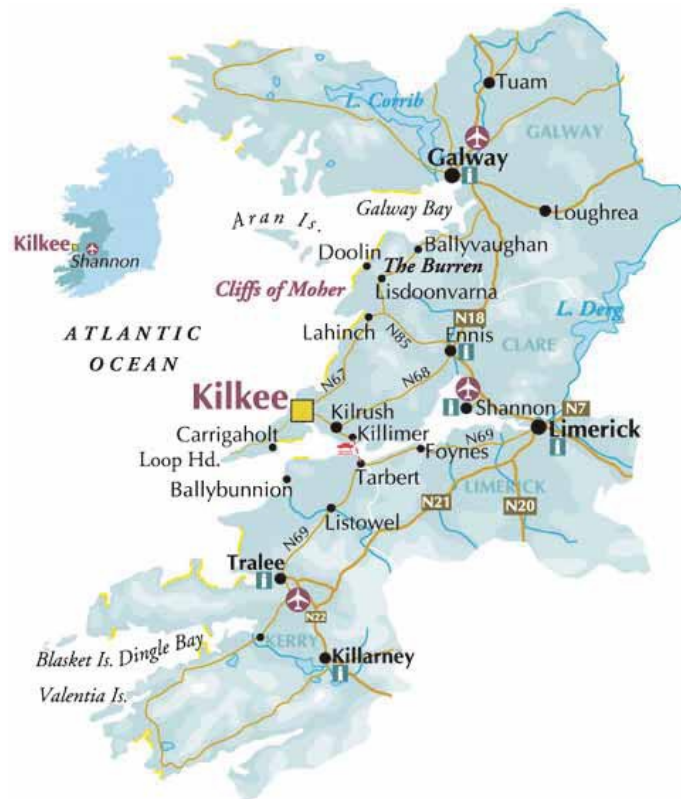 Tuam
L. Corrib
GALWAY
Galway
i
Loughrea
Galway Bay
Aran Is.
Kilkee
Shannon
Ballyvaughan
Doolin
The Burren
Cliffs of Moher
Lisdoonvarna
L. Derg
ATLANTIC
OCEAN
Lahinch
N18
N85
Ennis
i
CLARE
N67
N68
Kilkee
Kilrush
i
Shannon
N7
Carrigaholt
Killimer
N69
Limerick
i
Loop Hd.
Foynes
Tarbert
Ballybunnion
LIMERICK
N21
N20
Listowel
N69
Tralee
i
N22
KERRY
Blasket Is.
Dingle Bay
Killarney
i
Valentia Is.